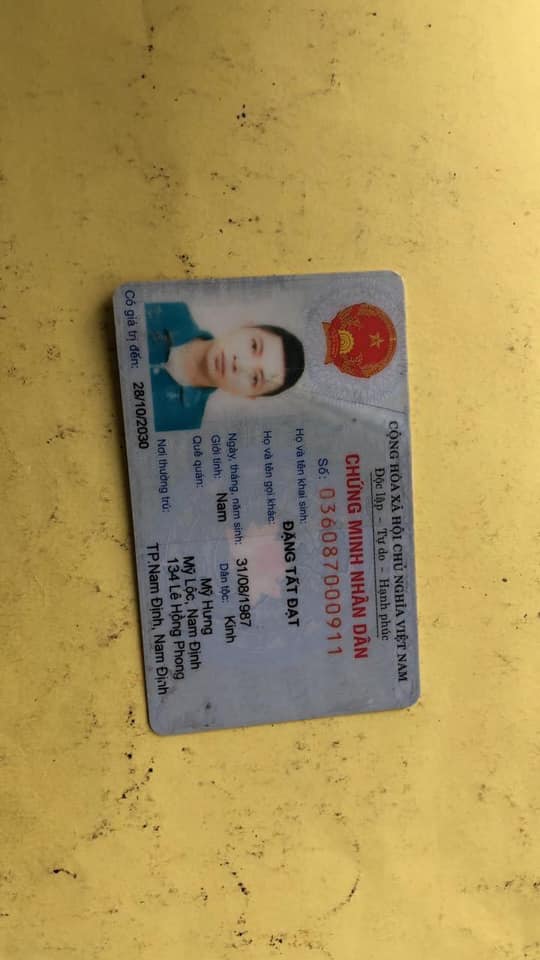 CỘNG HÒA XÃ HỘI CHỦ NGHĨA VIỆT NAM
Độc lập - Tự do - Hạnh phúc
CHỨNG MINH NHÂN DÂN
Số: 036087000911
Họ và tên khai sinh:
ĐẶNG TẤT ĐẠT
Họ và tên gọi khác:
Ngày, tháng, năm sinh: 31/08/1987
Giới tính: Nam Dân tộc: Kinh
Quê quán: Mỹ Hưng
Mỹ Lộc, Nam Định
Nơi thường trú: 134 Lê Hồng Phong
TP.Nam Định, Nam Định
Có giá trị đến: 28/10/2030